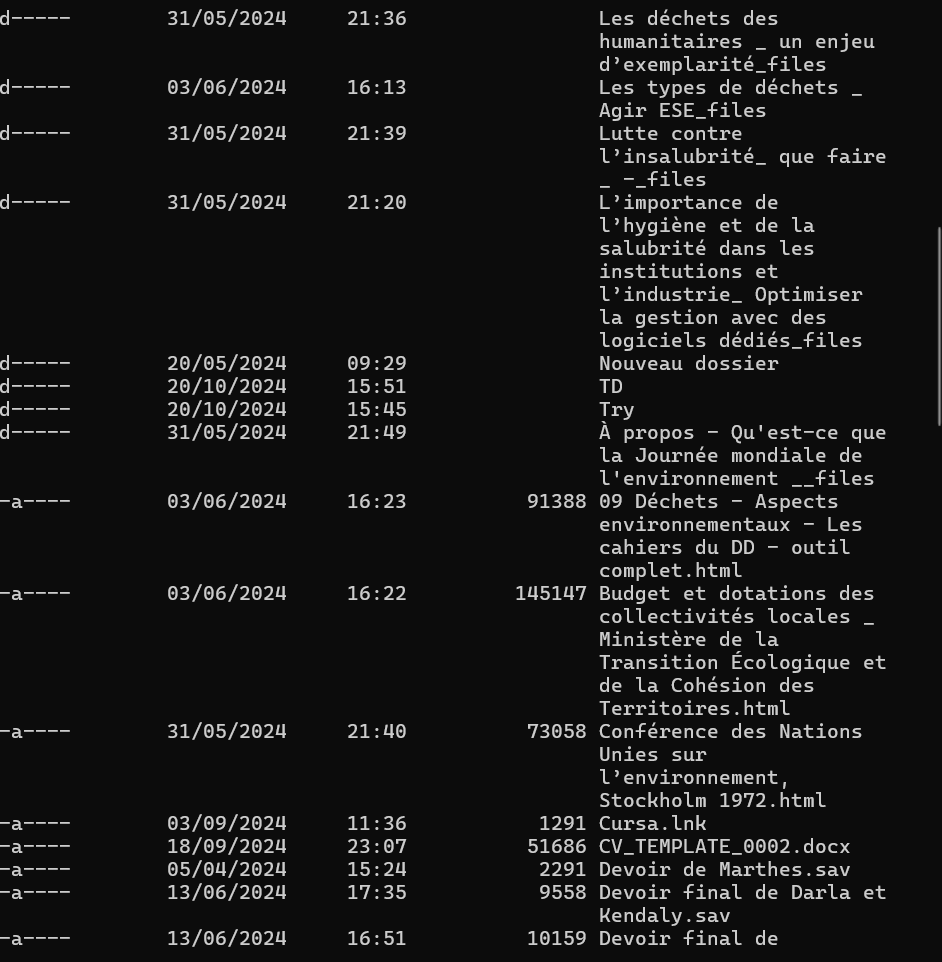 d----- 31/05/2024 21:36 Les déchets des
humanitaires _ un enjeu
d’exemplarité_files
d----- 03/06/2024 16:13 Les types de déchets _
Agir ESE_files
d----- 31/05/2024 21:39 Lutte contre
l’insalubrité_ que faire
_ -_files
d----- 31/05/2024 21:20 L’importance de
l’hygiène et de la
salubrité dans les
institutions et
l’industrie_ Optimiser
la gestion avec des
logiciels dédiés_files
d----- 20/05/2024 09:29 Nouveau dossier
d----- 20/10/2024 15:51 TD
d----- 20/10/2024 15:45 Try
d----- 31/05/2024 21:49 À propos - Qu'est-ce que
la Journée mondiale de
l'environnement __files
-a---- 03/06/2024 16:23 91388 09 Déchets - Aspects
environnementaux - Les
cahiers du DD - outil
complet.html
-a---- 03/06/2024 16:22 145147 Budget et dotations des
collectivités locales _
Ministère de la
Transition Écologique et
de la Cohésion des
Territoires.html
-a---- 31/05/2024 21:40 73058 Conférence des Nations
Unies sur
l’environnement,
Stockholm 1972.html
-a---- 03/09/2024 11:36 1291 Cursa.lnk
-a---- 18/09/2024 23:07 51686 CV_TEMPLATE_0002.docx
-a---- 05/04/2024 15:24 2291 Devoir de Marthes.sav
-a---- 13/06/2024 17:35 9558 Devoir final de Darla et
Kendaly.sav
-a---- 13/06/2024 16:51 10159 Devoir final de